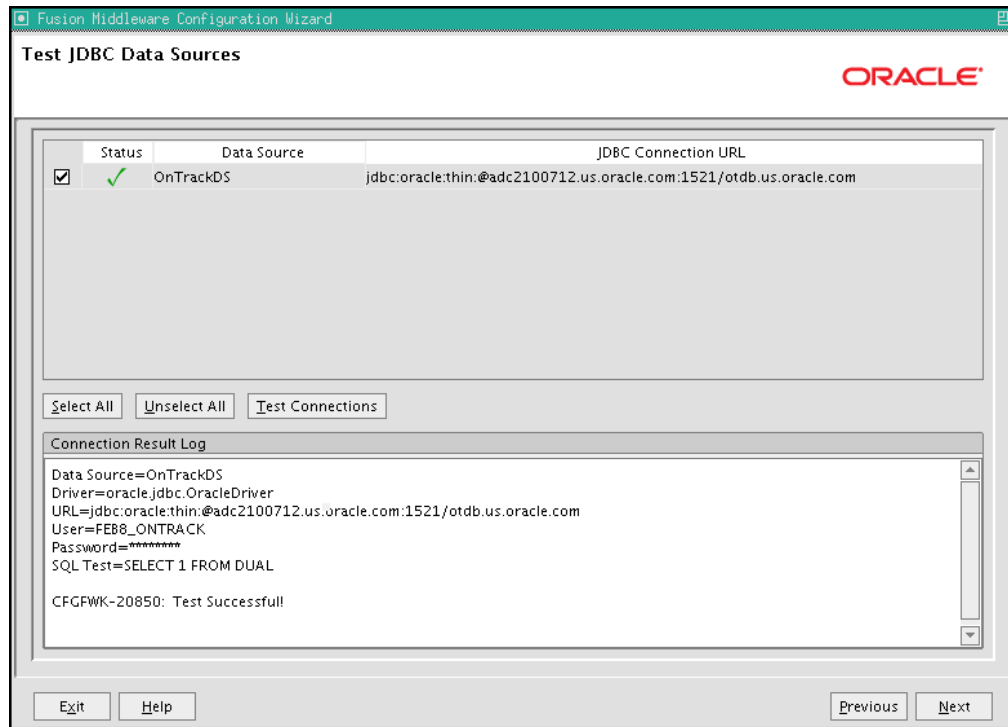 Fusion Middleware Configuration Wizard
Test JDBC Data Sources
ORACLE
Status Data Source JDBC Connection URL
OnTrackDS jdbc:oracle:thin:@adc2100712.us.oracle.com:1521/otdb.us.oracle.com
Select All Unselect All Test Connections
Connection Result Log
Data Source=OnTrackDS
Driver=oracle.jdbc.OracleDriver
URL=jdbc:oracle:thin:@adc2100712.us.oracle.com:1521/otdb.us.oracle.com
User=FEB8_ONTRACK
Password=********
SQL Test=SELECT 1 FROM DUAL
CFGFWK-20850: Test Successful!
Exit Help Previous Next